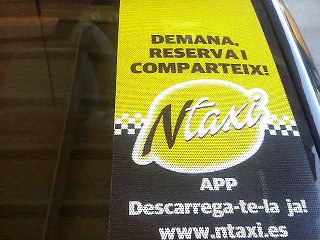 DEMANA,
RESERVA I
COMPARTEIX!
Ntaxi
APP
Descarrega-te-la ja!
www.ntaxi.es